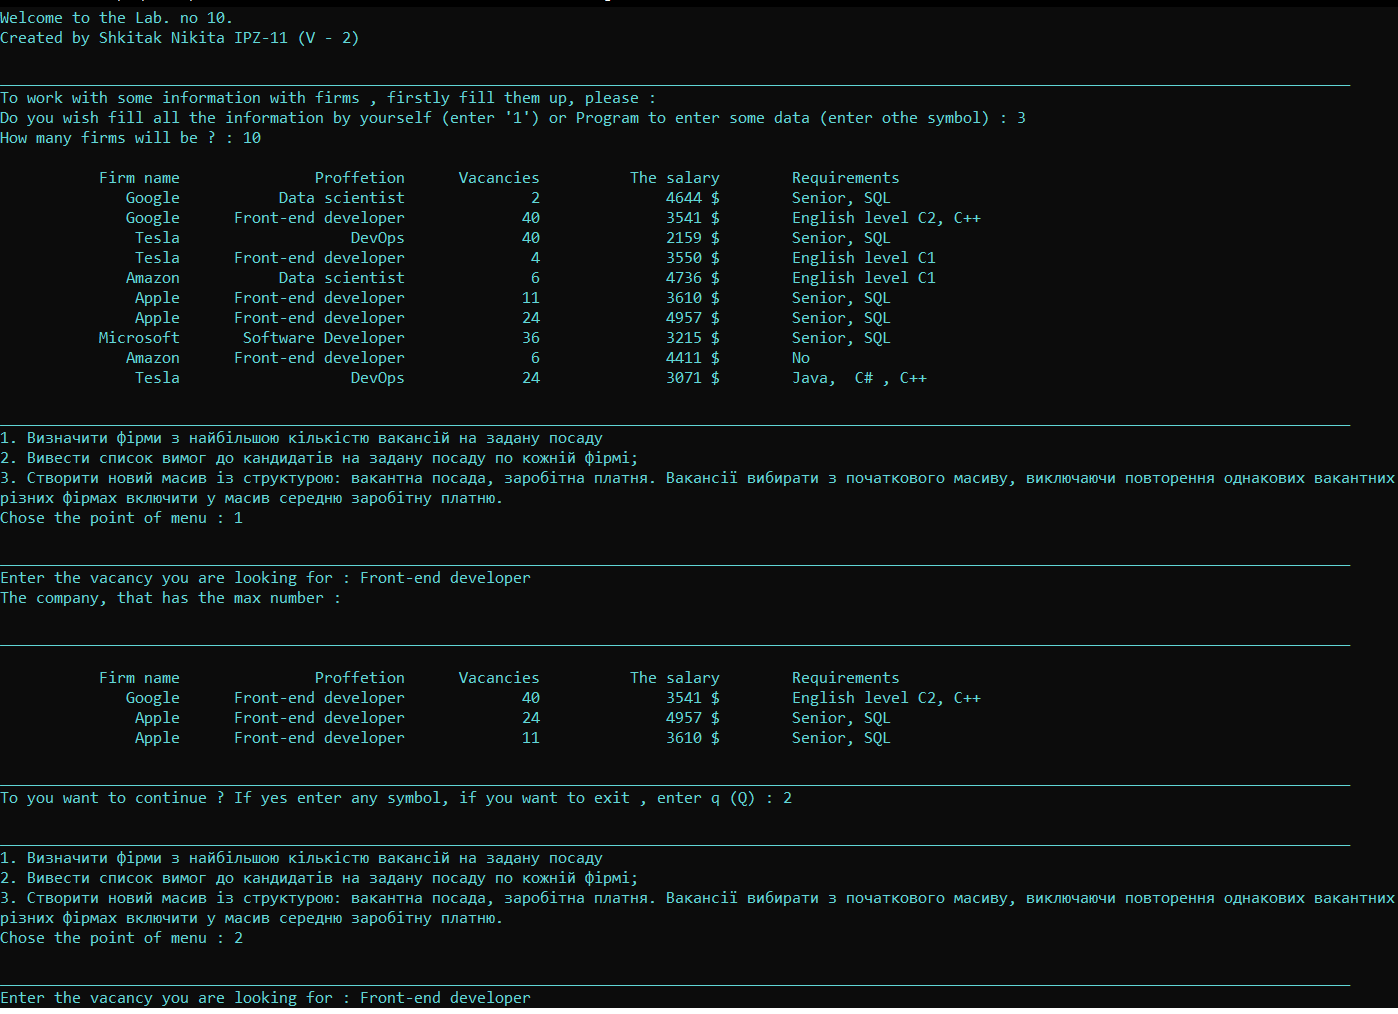 Welcome to the Lab. no 10.
Created by Shkitak Nikita IPZ-11 (V - 2)
To work with some information with firms , firstly fill them up, please :
Do you wish fill all the information by yourself (enter '1') or Program to enter some data (enter othe symbol) : 3
How many firms will be ? : 10
Firm name Proffetion Vacancies The salary Requirements
Google Data scientist 2 4644 $ Senior, SQL
Google Front-end developer 40 3541 $ English level C2, C++
Tesla DevOps 40 2159 $ Senior, SQL
Tesla Front-end developer 4 3550 $ English level C1
Amazon Data scientist 6 4736 $ English level C1
Apple Front-end developer 11 3610 $ Senior, SQL
Apple Front-end developer 24 4957 $ Senior, SQL
Microsoft Software Developer 36 3215 $ Senior, SQL
Amazon Front-end developer 6 4411 $ No
Tesla DevOps 24 3071 $ Java,  C# , C++
1. Визначити фірми з найбільшою кількістю вакансій на задану посаду
2. Вивести список вимог до кандидатів на задану посаду по кожній фірмі;
3. Створити новий масив із структурою: вакантна посада, заробітна платня. Вакансії вибирати з початкового масиву, виключаючи повторення однакових вакантних
різних фірмах включити у масив середню заробітну платню.
Chose the point of menu : 1
Enter the vacancy you are looking for : Front-end developer
The company, that has the max number :
Firm name Proffetion Vacancies The salary Requirements
Google Front-end developer 40 3541 $ English level C2, C++
Apple Front-end developer 24 4957 $ Senior, SQL
Apple Front-end developer 11 3610 $ Senior, SQL
To you want to continue ? If yes enter any symbol, if you want to exit , enter q (Q) : 2
1. Визначити фірми з найбільшою кількістю вакансій на задану посаду
2. Вивести список вимог до кандидатів на задану посаду по кожній фірмі;
3. Створити новий масив із структурою: вакантна посада, заробітна платня. Вакансії вибирати з початкового масиву, виключаючи повторення однакових вакантних
різних фірмах включити у масив середню заробітну платню.
Chose the point of menu : 2
Enter the vacancy you are looking for : Front-end developer